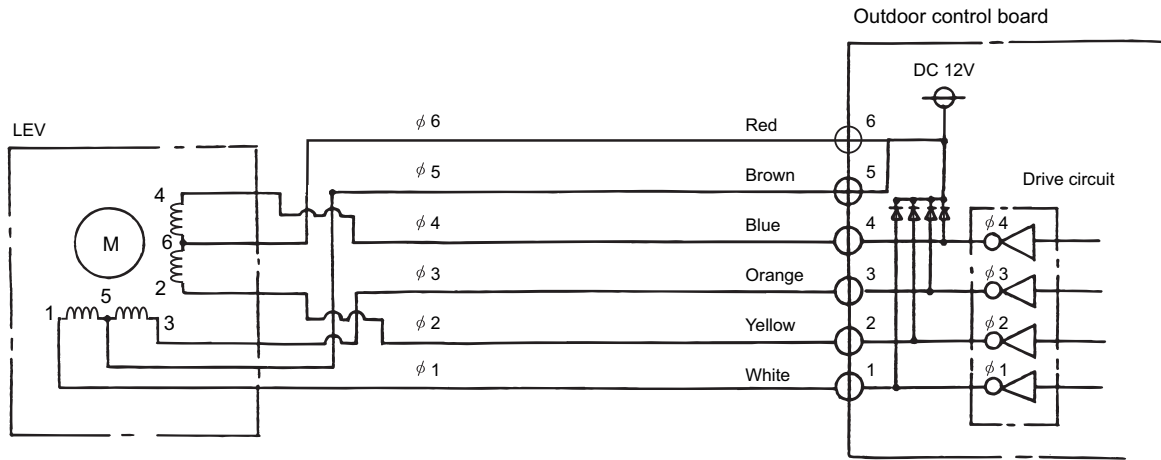 Outdoor control board
DC 12V
LEV
ϕ 6 Red 6
ϕ 5 Brown 5
Drive circuit
4
ϕ 4 Blue 4 ϕ 4
M 6
ϕ 3 Orange 3 ϕ 3
2
5
1 3
ϕ 2 Yellow 2 ϕ 2
ϕ 1 White 1 ϕ 1